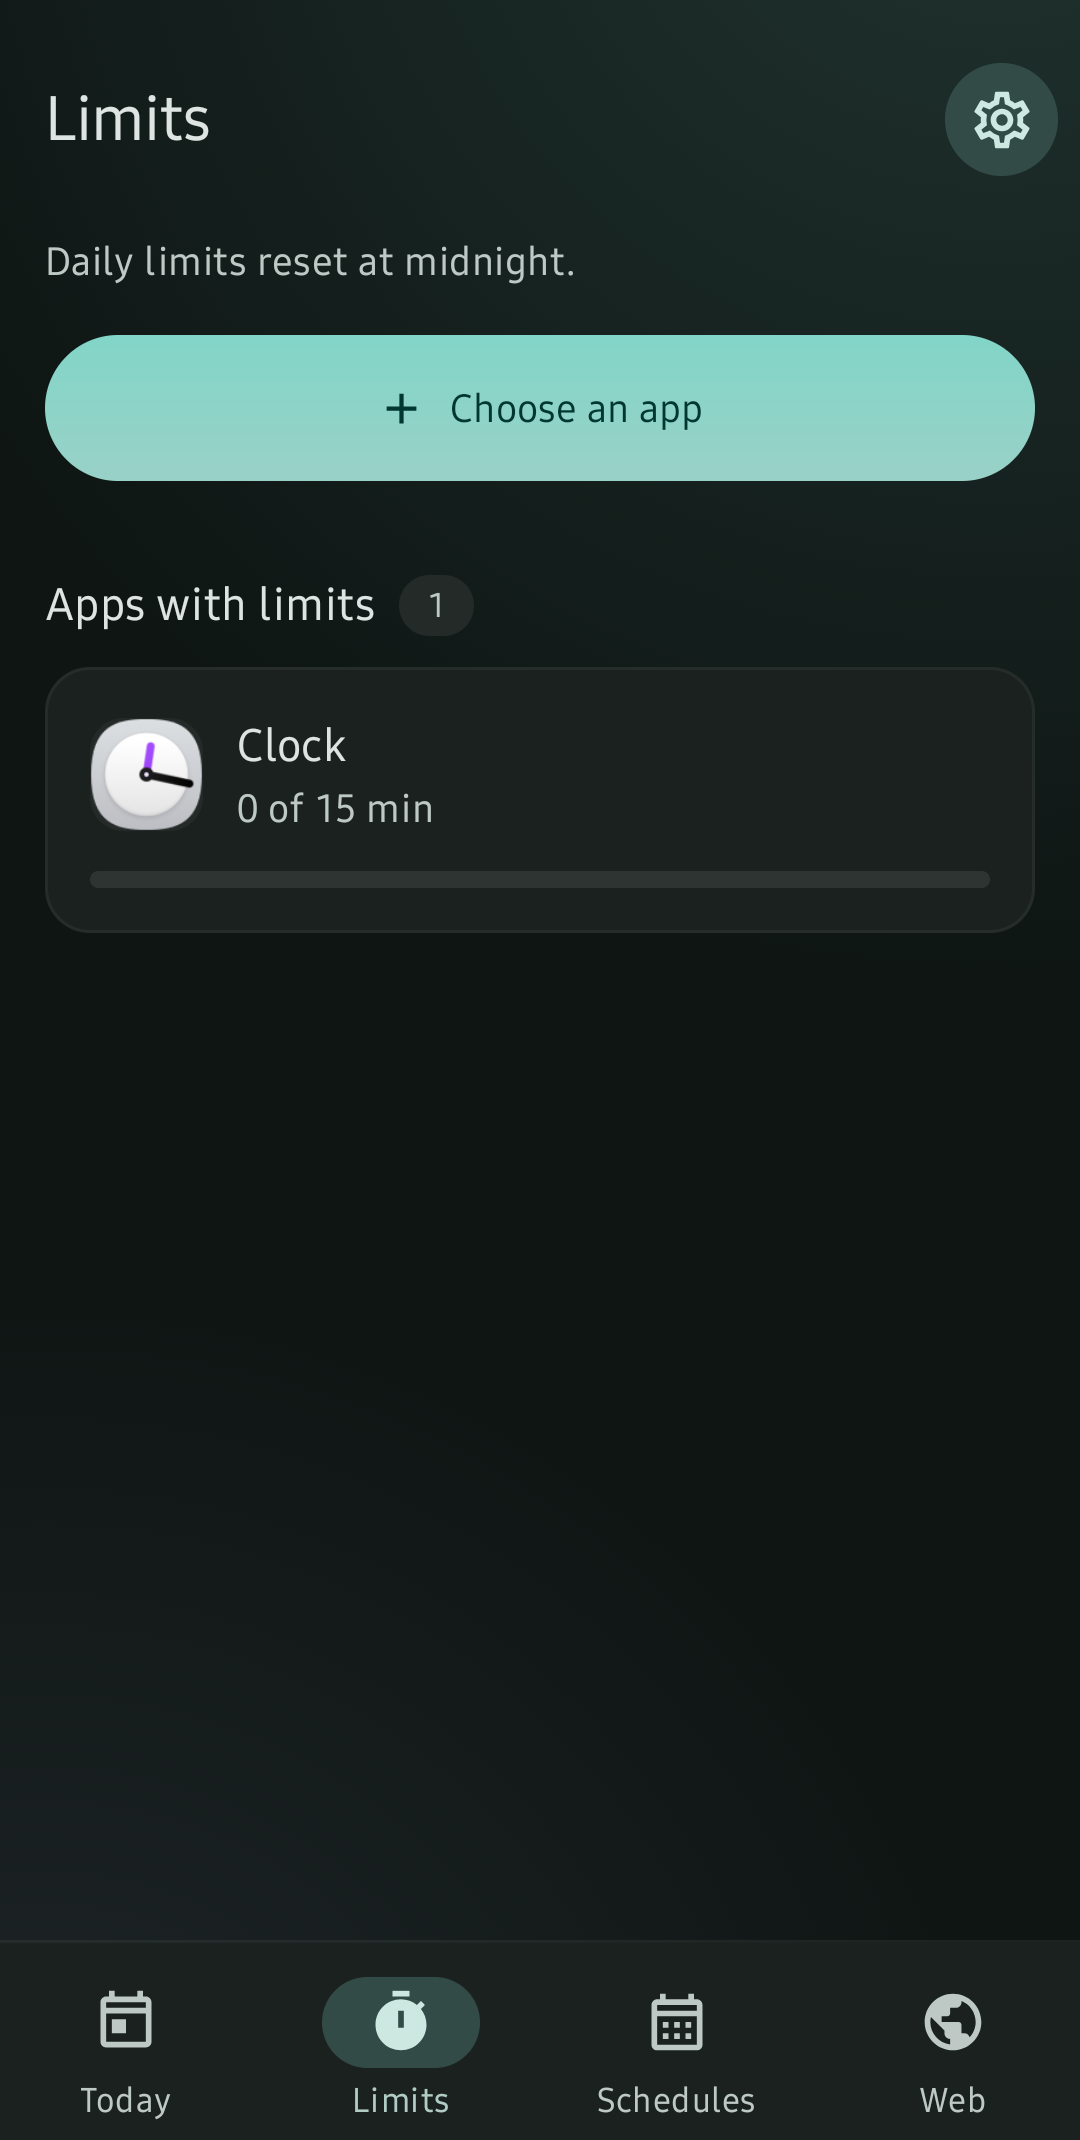 Limits
Daily limits reset at midnight.
Choose an app
Apps with limits 1
Clock
0 of 15 min
Today Limits Schedules Web